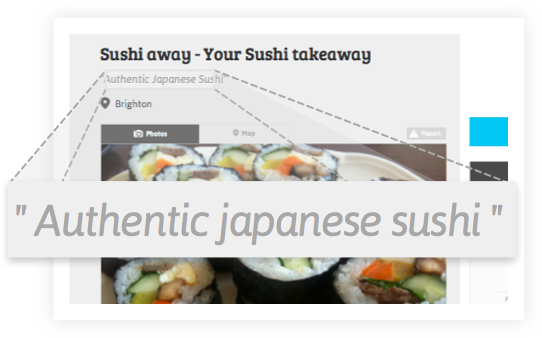 Sushi away - Your Sushi takeaway
Authentic Japanese Sushi
Brighton
Photos
Map
Report
" Authentic japanese sushi "